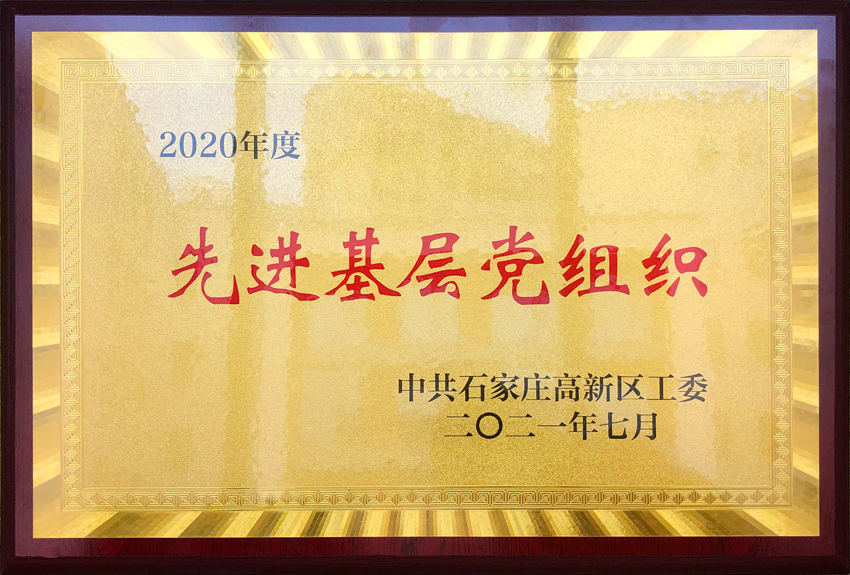 2020年度
先进基层党组织
中共石家庄高新区工委
二〇二一年七月